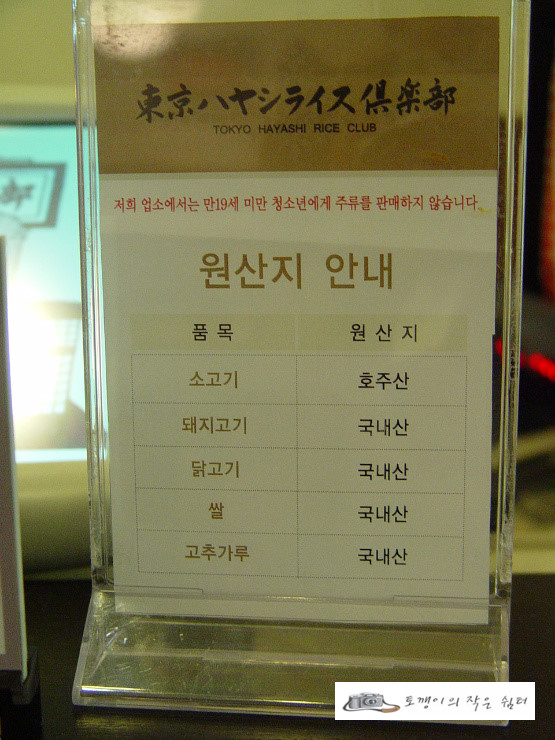 東京ハヤシライス倶楽部
TOKYO HAYASHI RICE CLUB
저희 업소에서는 만19세 미만 청소년에게 주류를 판매하지 않습니다.
원산지 안내
품 목 원 산 지
소고기 호주산
돼지고기 국내산
닭고기 국내산
쌀 국내산
고추가루 국내산
토깽이의 작은 쉼터